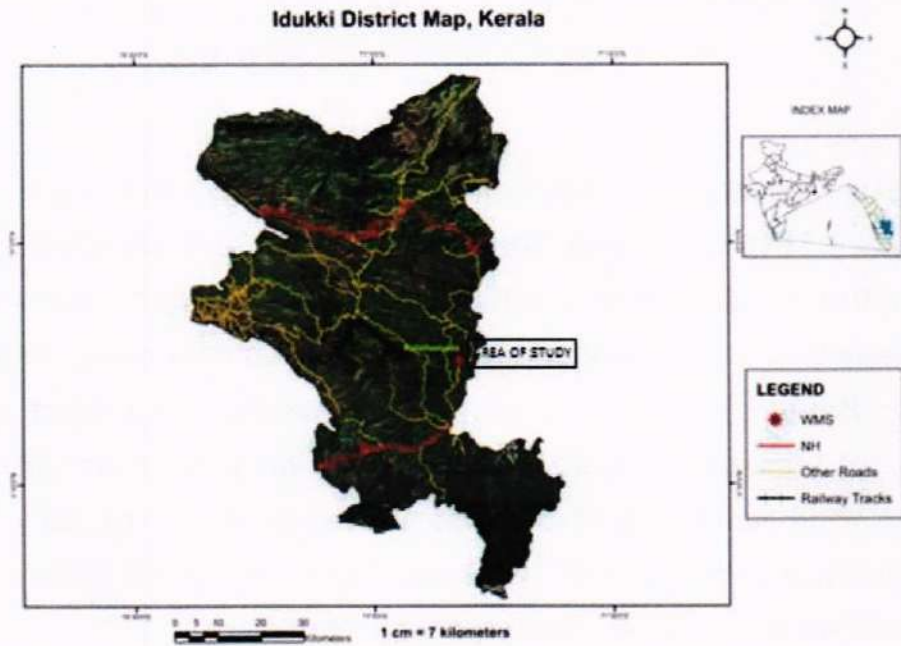 Idukki District Map, Kerala
INDEX MAP
REA OF STUDY
LEGEND
WMS
NH
Other Roads
Railway Tracks
0 5 10 20 30
Kilometers
1 cm = 7 kilometers